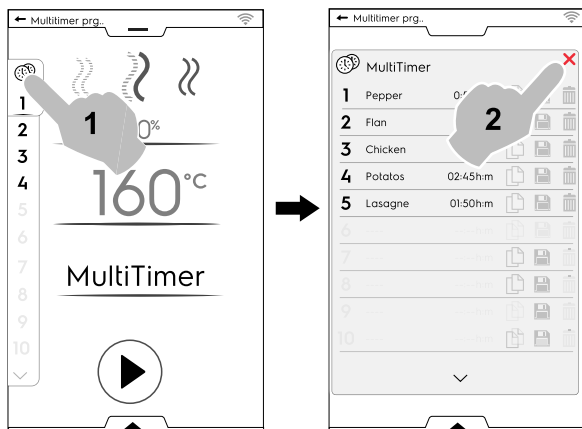 Multitimer prg..
1
1
2
3
4
5
6
7
8
9
10
0%
160°C
MultiTimer
Multitimer prg..
MultiTimer
2
1 Pepper
2 Flan
3 Chicken
4 Potatos 02:45h:m
5 Lasagne 01:50h:m
6 --:--h:m
7 --:--h:m
8 --:--h:m
9 --:--h:m
10 --:--h:m